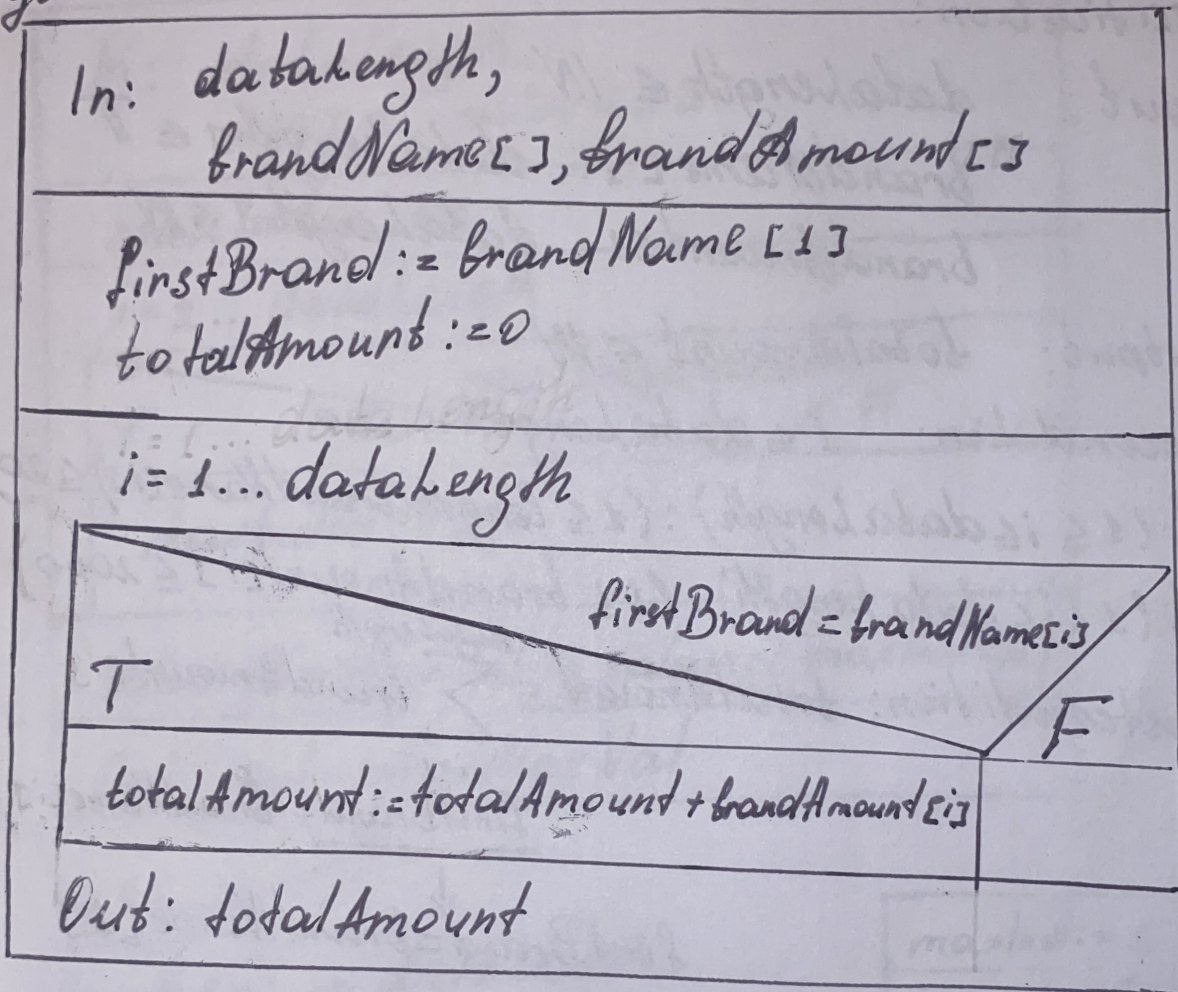 In: dataLength,
brandName[], brandAmount[]
firstBrand := brandName[1]
totalAmount := 0
i = 1... dataLength
firstBrand = brandName[i]
T
F
totalAmount := totalAmount + brandAmount[i]
Out: totalAmount